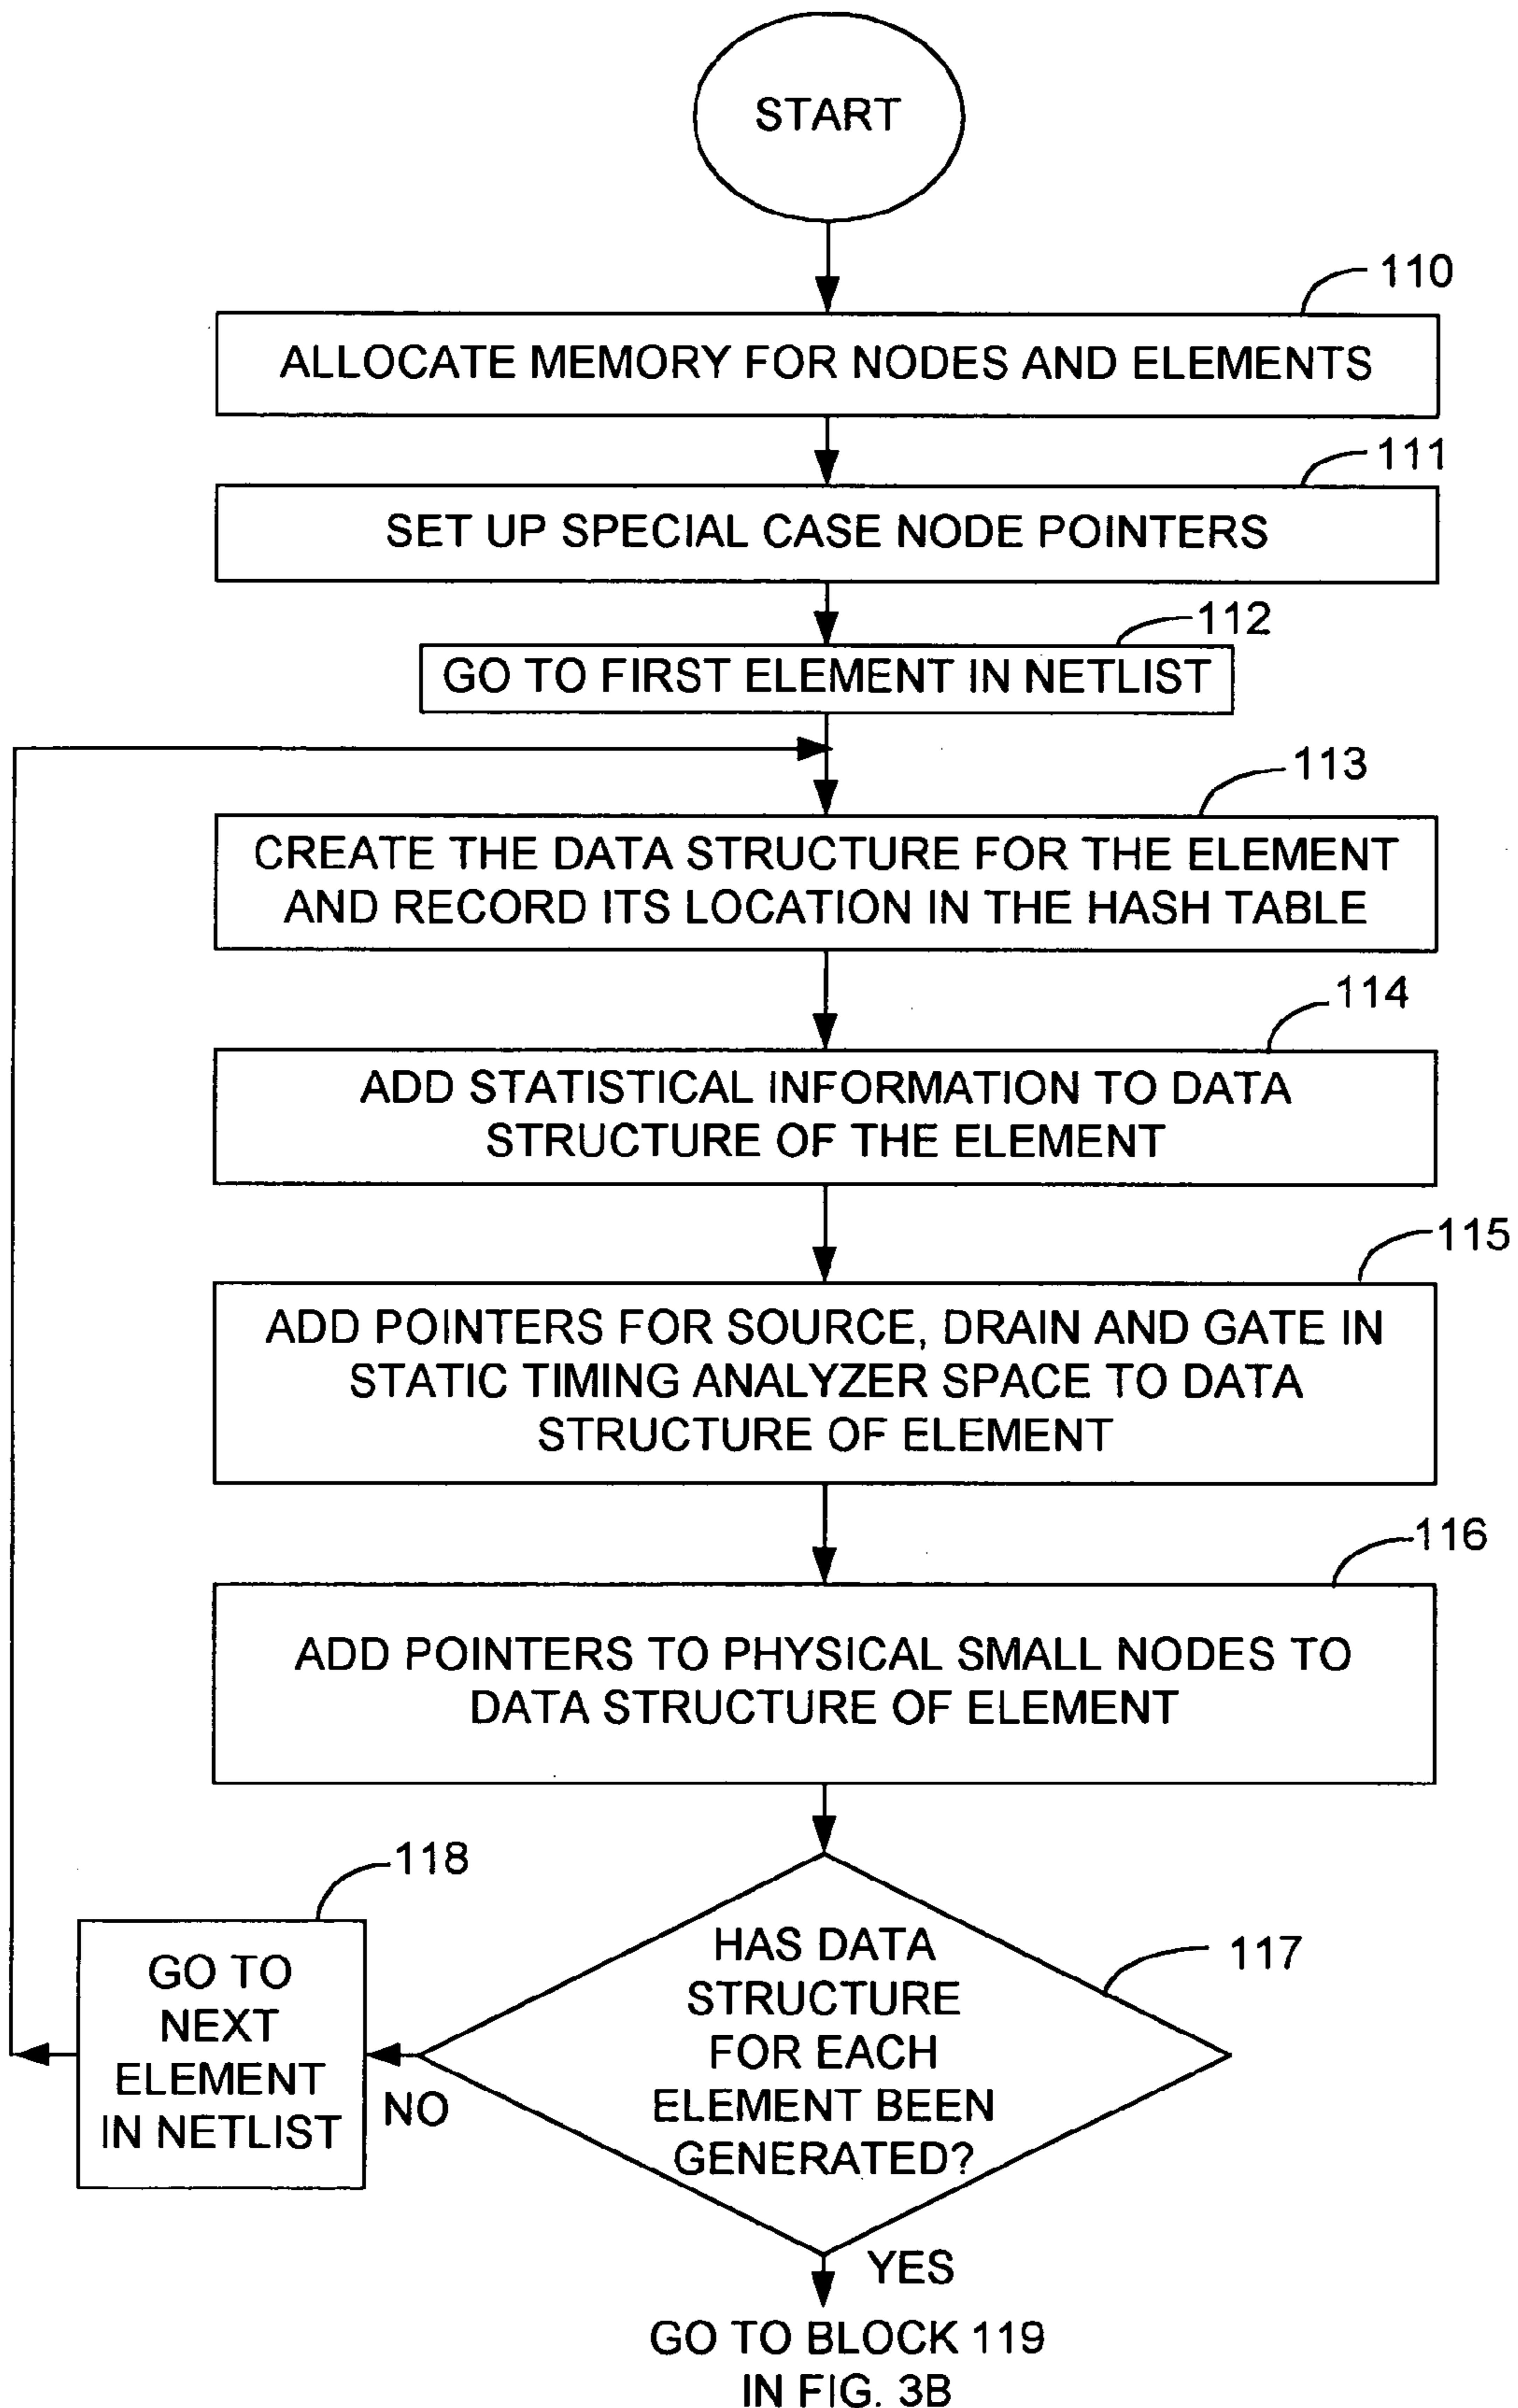 START
110
ALLOCATE MEMORY FOR NODES AND ELEMENTS
111
SET UP SPECIAL CASE NODE POINTERS
112
GO TO FIRST ELEMENT IN NETLIST
113
CREATE THE DATA STRUCTURE FOR THE ELEMENT
AND RECORD ITS LOCATION IN THE HASH TABLE
114
ADD STATISTICAL INFORMATION TO DATA
STRUCTURE OF THE ELEMENT
115
ADD POINTERS FOR SOURCE, DRAIN AND GATE IN
STATIC TIMING ANALYZER SPACE TO DATA
STRUCTURE OF ELEMENT
116
ADD POINTERS TO PHYSICAL SMALL NODES TO
DATA STRUCTURE OF ELEMENT
117
HAS DATA
STRUCTURE
FOR EACH
ELEMENT BEEN
GENERATED?
NO
118
GO TO
NEXT
ELEMENT
IN NETLIST
YES
GO TO BLOCK 119
IN FIG. 3B